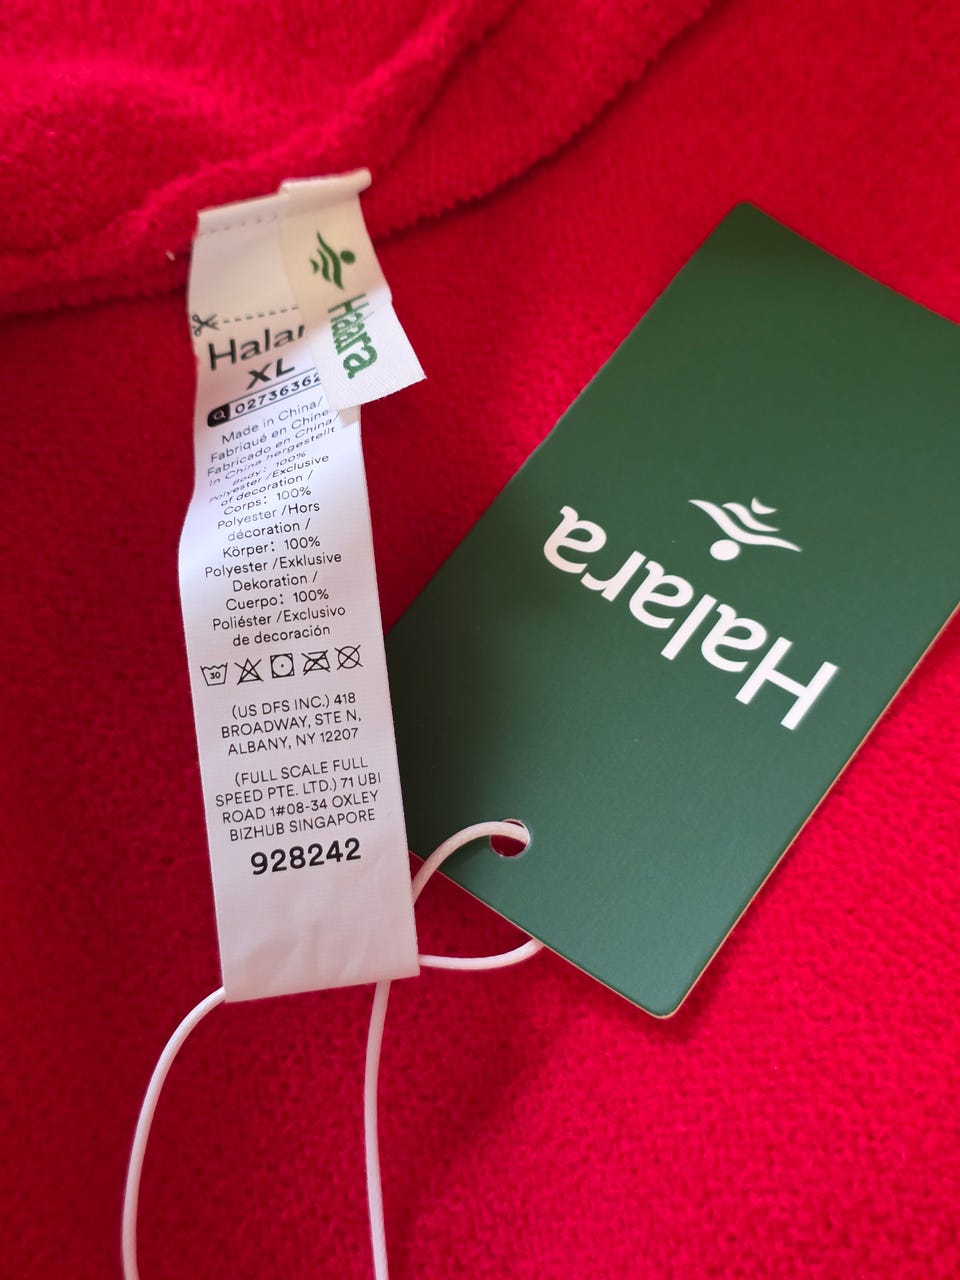 Halara
Halar
XL
02736362
Made in China/
Fabriqué en Chine/
Fabricado en China/
In China hergestellt
Body: 100%
Polyester /Exclusive
of decoration /
Corps: 100%
Polyester /Hors
décoration /
Körper: 100%
Polyester /Exklusive
Dekoration /
Cuerpo: 100%
Poliéster /Exclusivo
de decoración
30
(US DFS INC.) 418
BROADWAY, STE N,
ALBANY, NY 12207
(FULL SCALE FULL
SPEED PTE. LTD.) 71 UBI
ROAD 1#08-34 OXLEY
BIZHUB SINGAPORE
928242
Halara